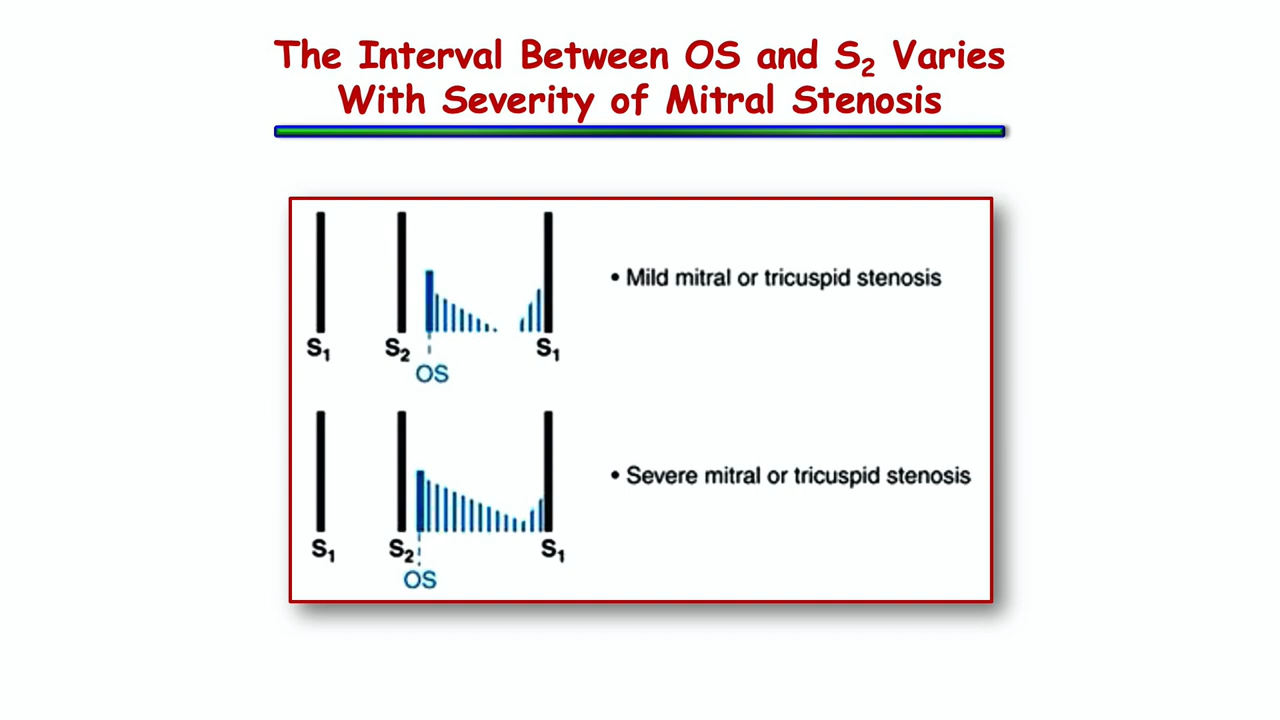 The Interval Between OS and S₂ Varies
With Severity of Mitral Stenosis
• Mild mitral or tricuspid stenosis
S₁ S₂ S₁
OS
• Severe mitral or tricuspid stenosis
S₁ S₂ S₁
OS